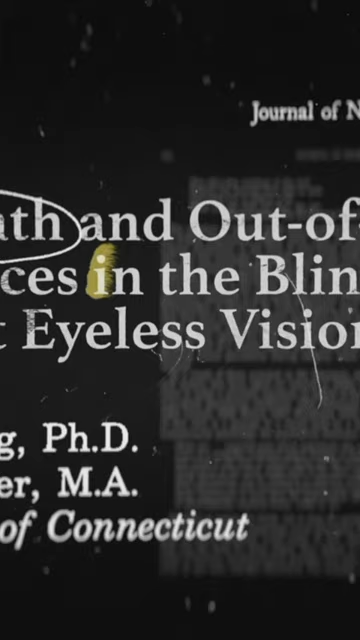 Journal of N
ath and Out-of-
ces in the Blin
t Eyeless Vision
g, Ph.D.
er, M.A.
of Connecticut